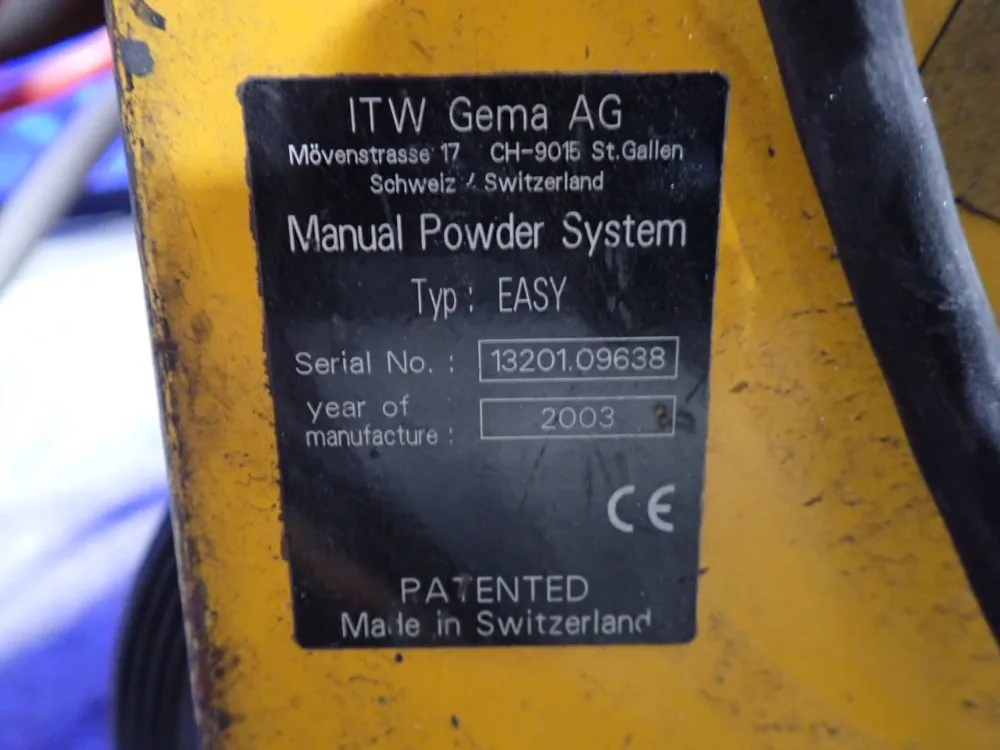 ITW Gema AG
Mövenstrasse 17 CH-9015 St.Gallen
Schweiz / Switzerland
Manual Powder System
Typ: EASY
Serial No. : 13201.09638
year of
manufacture : 2003
CE
PATENTED
Made in Switzerland